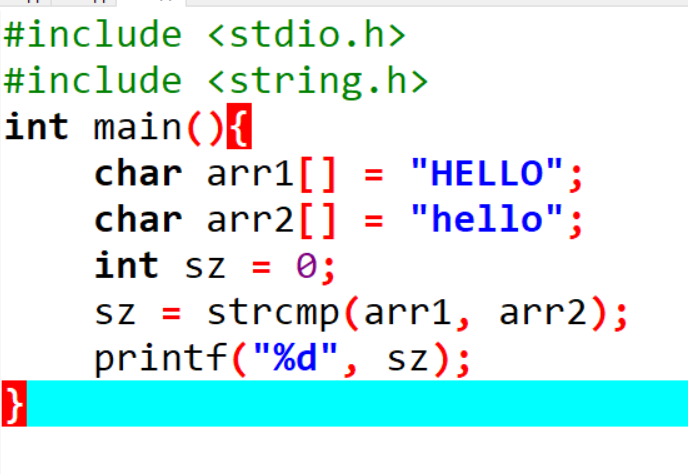 #include <stdio.h>
#include <string.h>
int main(){
    char arr1[] = "HELLO";
    char arr2[] = "hello";
    int sz = 0;
    sz = strcmp(arr1, arr2);
    printf("%d", sz);
}